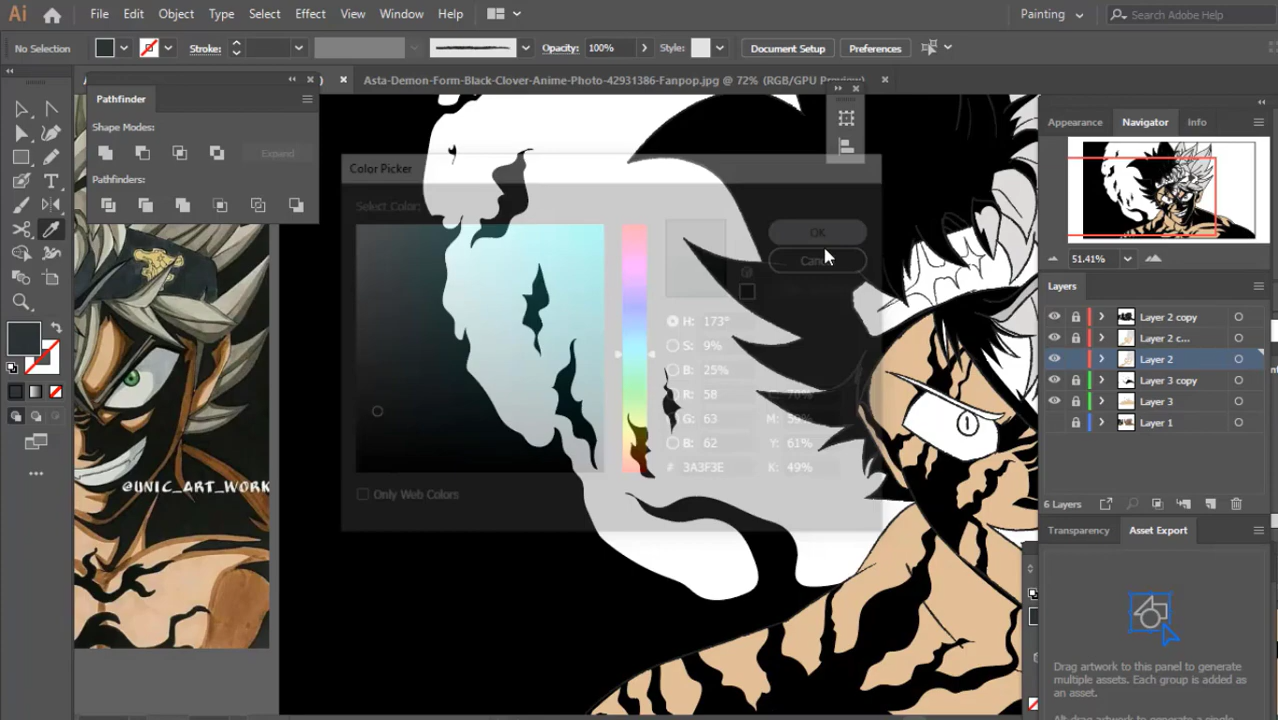 Ai File Edit Object Type Select Effect View Window Help Painting Search Adobe Help
No Selection Stroke: Opacity: 100% Style: Document Setup Preferences
Asta-Demon-Form-Black-Clover-Anime-Photo-42931386-Fanpop.jpg @ 72% (RGB/GPU Preview)
Pathfinder
Shape Modes:
Expand
Pathfinders:
@UNIC_ART_WORK
Color Picker
Select Color:
OK
Cancel
H: 173°
S: 9%
B: 25%
R: 58
G: 63
B: 62
# 3A3F3E
M: 59%
Y: 61%
K: 49%
Only Web Colors
Appearance Navigator Info
51.41%
Layers
Layer 2 copy
Layer 2 c...
Layer 2
Layer 3 copy
Layer 3
Layer 1
6 Layers
Transparency Asset Export
Drag artwork to this panel to generate
multiple assets. Each group is added
as an asset.